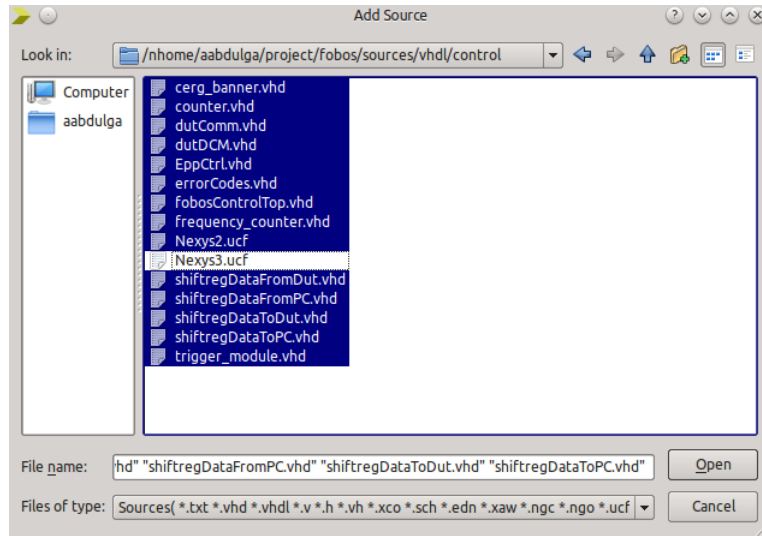 Add Source
Look in:
/nhome/aabdulga/project/fobos/sources/vhdl/control
Computer
aabdulga
cerg_banner.vhd
counter.vhd
dutComm.vhd
dutDCM.vhd
EppCtrl.vhd
errorCodes.vhd
fobosControlTop.vhd
frequency_counter.vhd
Nexys2.ucf
Nexys3.ucf
shiftregDataFromDut.vhd
shiftregDataFromPC.vhd
shiftregDataToDut.vhd
shiftregDataToPC.vhd
trigger_module.vhd
File name:
hd" "shiftregDataFromPC.vhd" "shiftregDataToDut.vhd" "shiftregDataToPC.vhd"
Open
Files of type:
Sources( *.txt *.vhd *.vhdl *.v *.h *.vh *.xco *.sch *.edn *.xaw *.ngc *.ngo *.ucf
Cancel